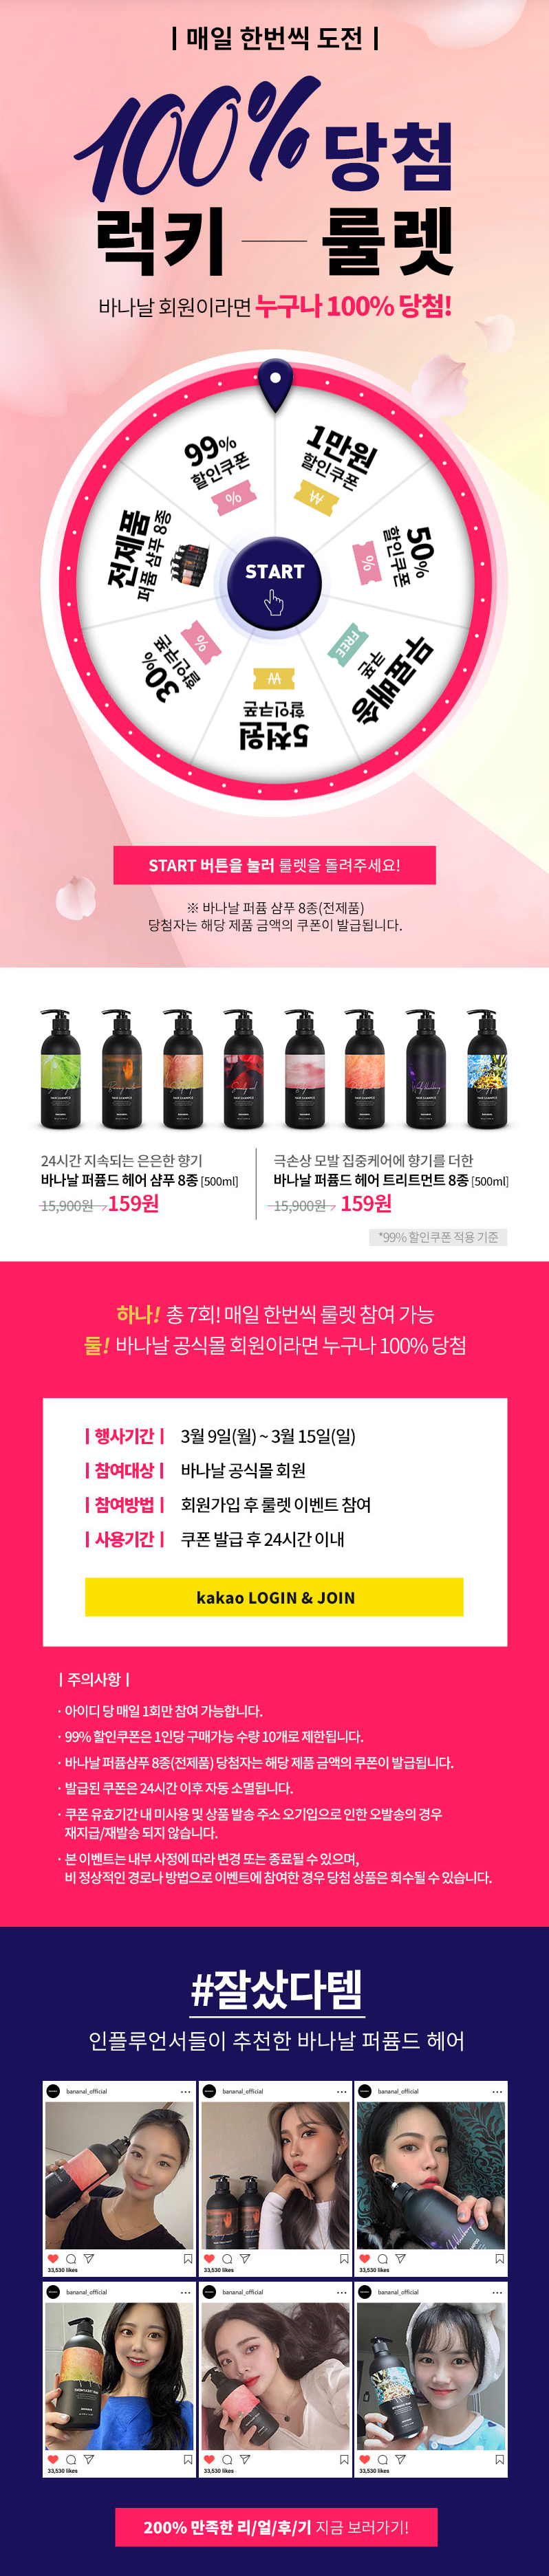 | 매일 한번씩 도전 |
100% 당첨
럭키 — 룰렛
바나날 회원이라면 누구나 100% 당첨!
1만원
할인쿠폰
₩
50%
할인쿠폰
%
무료배송
쿠폰
FREE
5천원
할인쿠폰
₩
30%
할인쿠폰
%
전제품
퍼퓸 샴푸 8종
99%
할인쿠폰
%
START
START 버튼을 눌러 룰렛을 돌려주세요!
※ 바나날 퍼퓸 샴푸 8종(전제품)
당첨자는 해당 제품 금액의 쿠폰이 발급됩니다.
24시간 지속되는 은은한 향기
바나날 퍼퓸드 헤어 샴푸 8종 [500ml]
15,900원 → 159원
극손상 모발 집중케어에 향기를 더한
바나날 퍼퓸드 헤어 트리트먼트 8종 [500ml]
15,900원 → 159원
*99% 할인쿠폰 적용 기준
하나! 총 7회! 매일 한번씩 룰렛 참여 가능
둘! 바나날 공식몰 회원이라면 누구나 100% 당첨
| 행사기간 | 3월 9일(월) ~ 3월 15일(일)
| 참여대상 | 바나날 공식몰 회원
| 참여방법 | 회원가입 후 룰렛 이벤트 참여
| 사용기간 | 쿠폰 발급 후 24시간 이내
kakao LOGIN & JOIN
| 주의사항 |
· 아이디 당 매일 1회만 참여 가능합니다.
· 99% 할인쿠폰은 1인당 구매가능 수량 10개로 제한됩니다.
· 바나날 퍼퓸샴푸 8종(전제품) 당첨자는 해당 제품 금액의 쿠폰이 발급됩니다.
· 발급된 쿠폰은 24시간 이후 자동 소멸됩니다.
· 쿠폰 유효기간 내 미사용 및 상품 발송 주소 오기입으로 인한 오발송의 경우
재지급/재발송 되지 않습니다.
· 본 이벤트는 내부 사정에 따라 변경 또는 종료될 수 있으며,
비 정상적인 경로나 방법으로 이벤트에 참여한 경우 당첨 상품은 회수될 수 있습니다.
#잘샀다템
인플루언서들이 추천한 바나날 퍼퓸드 헤어
bananal_official
33,530 likes
bananal_official
33,530 likes
bananal_official
33,530 likes
bananal_official
33,530 likes
bananal_official
33,530 likes
bananal_official
33,530 likes
200% 만족한 리/얼/후/기 지금 보러가기!